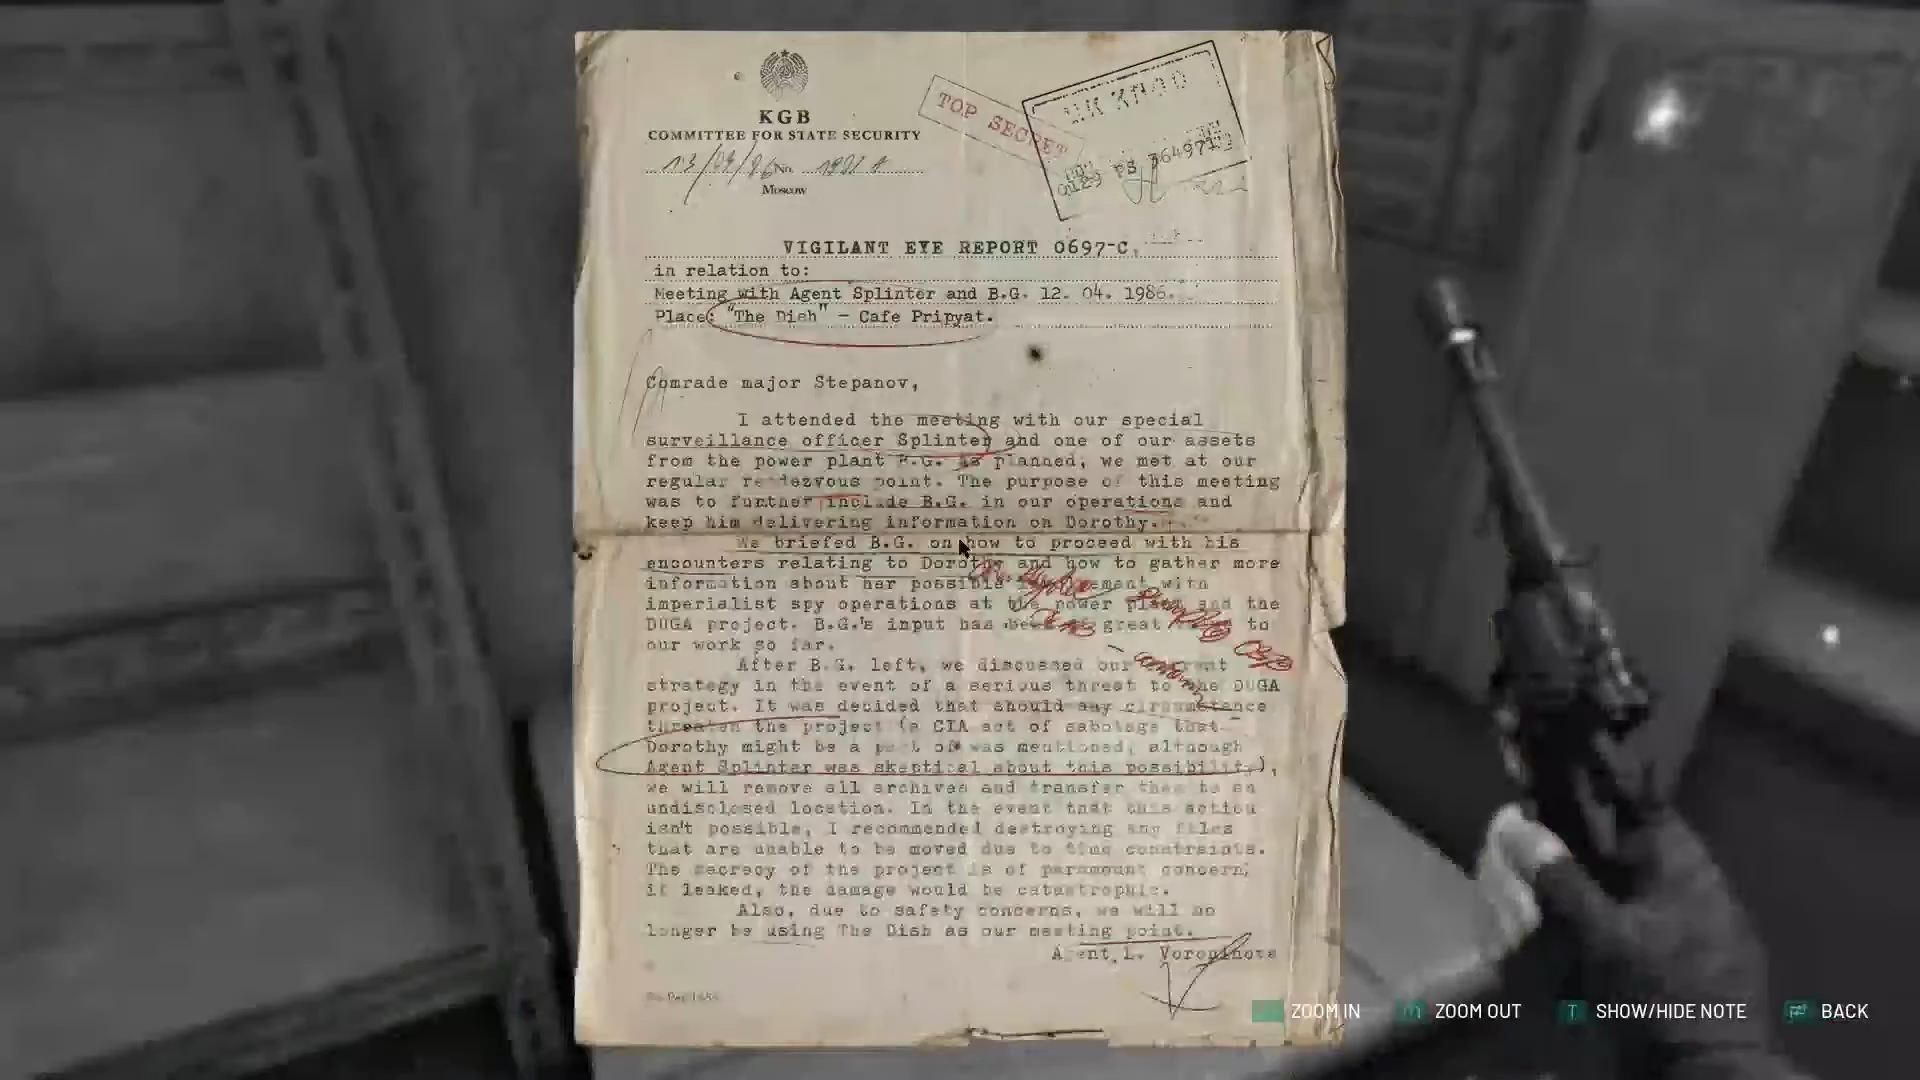 KGB
COMMITTEE FOR STATE SECURITY
TOP SECRET
No.
Moscow
VIGILANT EYE REPORT 0697-C
in relation to:
Meeting with Agent Splinter and B.G. 12. 04. 1986.
Place: "The Dish" - Cafe Pripyat.
Comrade major Stepanov,
I attended the meeting with our special
surveillance officer Splinter and one of our assets
from the power plant B.G. As planned, we met at our
regular rendezvous point. The purpose of this meeting
was to further include B.G. in our operations and
keep him delivering information on Dorothy.
We briefed B.G. on how to proceed with his
encounters relating to Dorothy and how to gather more
information about her possible involvement with
imperialist spy operations at the power plant and the
DUGA project. B.G.'s input has been great to
our work so far.
After B.G. left, we discussed our current
strategy in the event of a serious threat to the DUGA
project. It was decided that should any circumstance
threaten the project (a CIA act of sabotage that
Dorothy might be a part of was mentioned, although
Agent Splinter was skeptical about this possibility),
we will remove all archives and transfer them to an
undisclosed location. In the event that this action
isn't possible, I recommended destroying any files
that are unable to be moved due to time constraints.
The secrecy of the project is of paramount concern;
if leaked, the damage would be catastrophic.
Also, due to safety concerns, we will no
longer be using The Dish as our meeting point.
Agent L.
ZOOM IN
ZOOM OUT
T SHOW/HIDE NOTE
BACK